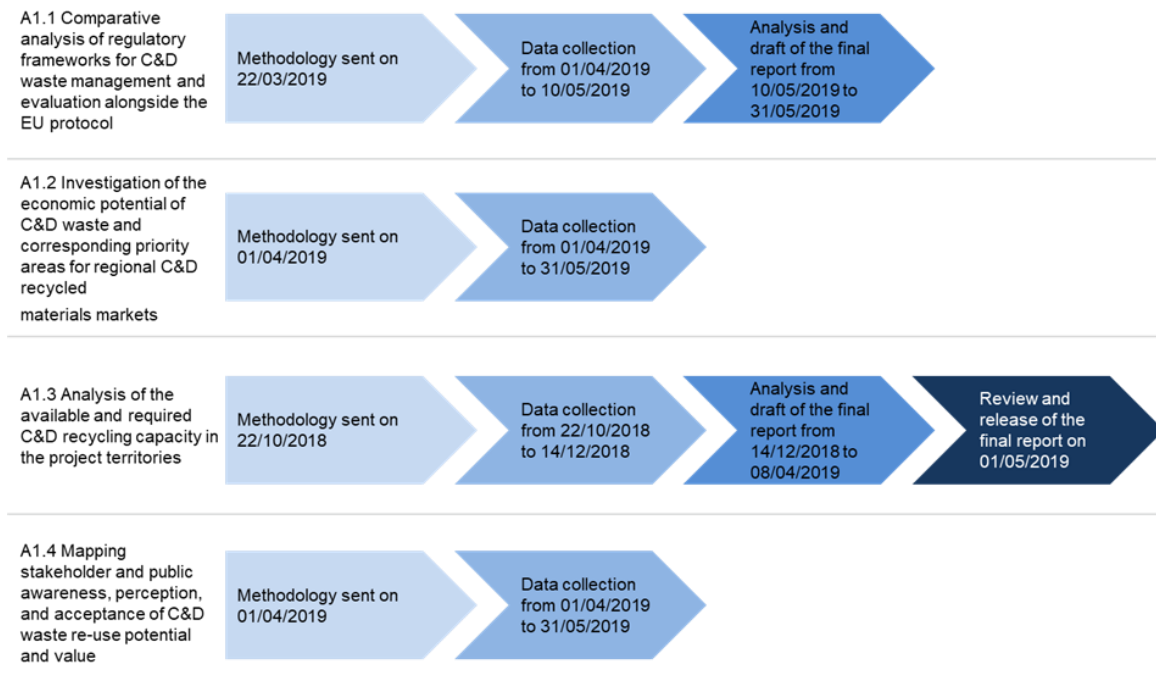 A1.1 Comparative
analysis of regulatory
frameworks for C&D
waste management and
evaluation alongside the
EU protocol
Methodology sent on
22/03/2019
Data collection
from 01/04/2019
to 10/05/2019
Analysis and
draft of the final
report from
10/05/2019 to
31/05/2019
A1.2 Investigation of the
economic potential of
C&D waste and
corresponding priority
areas for regional C&D
recycled
materials markets
Methodology sent on
01/04/2019
Data collection
from 01/04/2019
to 31/05/2019
A1.3 Analysis of the
available and required
C&D recycling capacity in
the project territories
Methodology sent on
22/10/2018
Data collection
from 22/10/2018
to 14/12/2018
Analysis and
draft of the final
report from
14/12/2018 to
08/04/2019
Review and
release of the
final report on
01/05/2019
A1.4 Mapping
stakeholder and public
awareness, perception,
and acceptance of C&D
waste re-use potential
and value
Methodology sent on
01/04/2019
Data collection
from 01/04/2019
to 31/05/2019